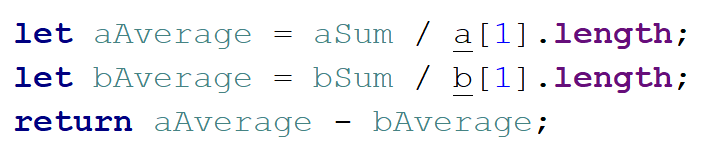 let aAverage = aSum / a[1].length;
let bAverage = bSum / b[1].length;
return aAverage - bAverage;